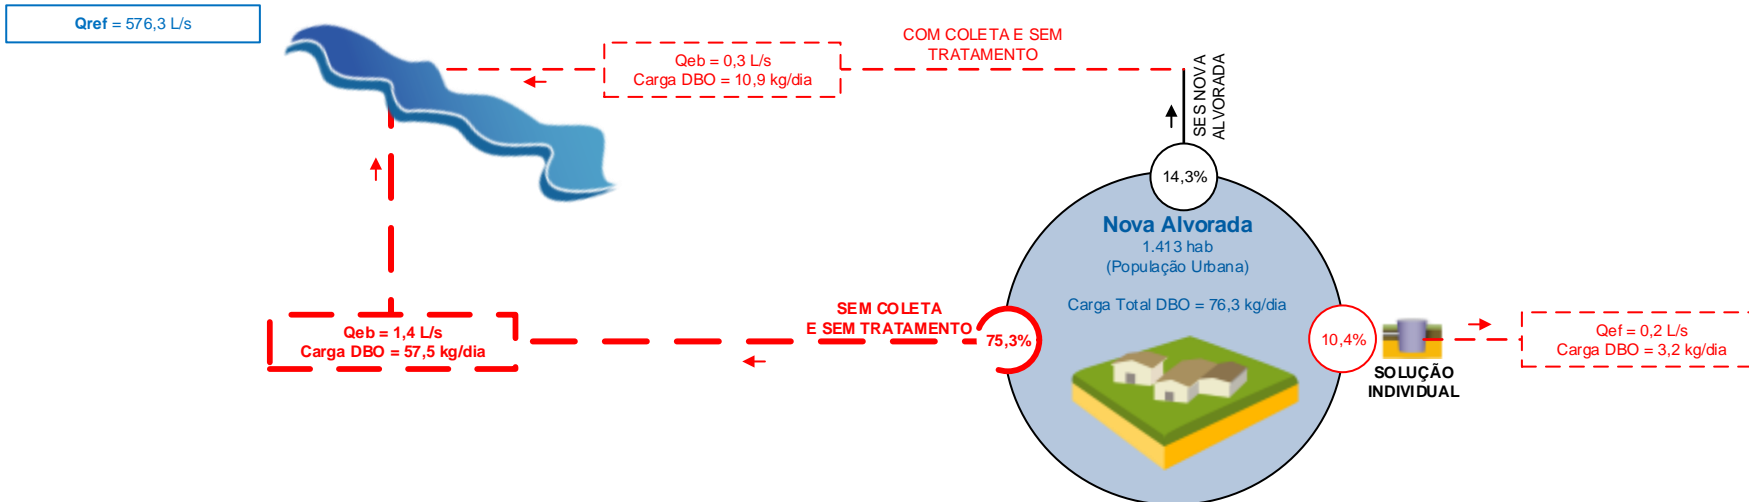 Qref = 576,3 L/s
Qeb = 0,3 L/s
Carga DBO = 10,9 kg/dia
COM COLETA E SEM
TRATAMENTO
SES NOVA
ALVORADA
14,3%
Nova Alvorada
1.413 hab
(População Urbana)
Carga Total DBO = 76,3 kg/dia
SEM COLETA
E SEM TRATAMENTO
75,3%
Qeb = 1,4 L/s
Carga DBO = 57,5 kg/dia
10,4%
SOLUÇÃO
INDIVIDUAL
Qef = 0,2 L/s
Carga DBO = 3,2 kg/dia